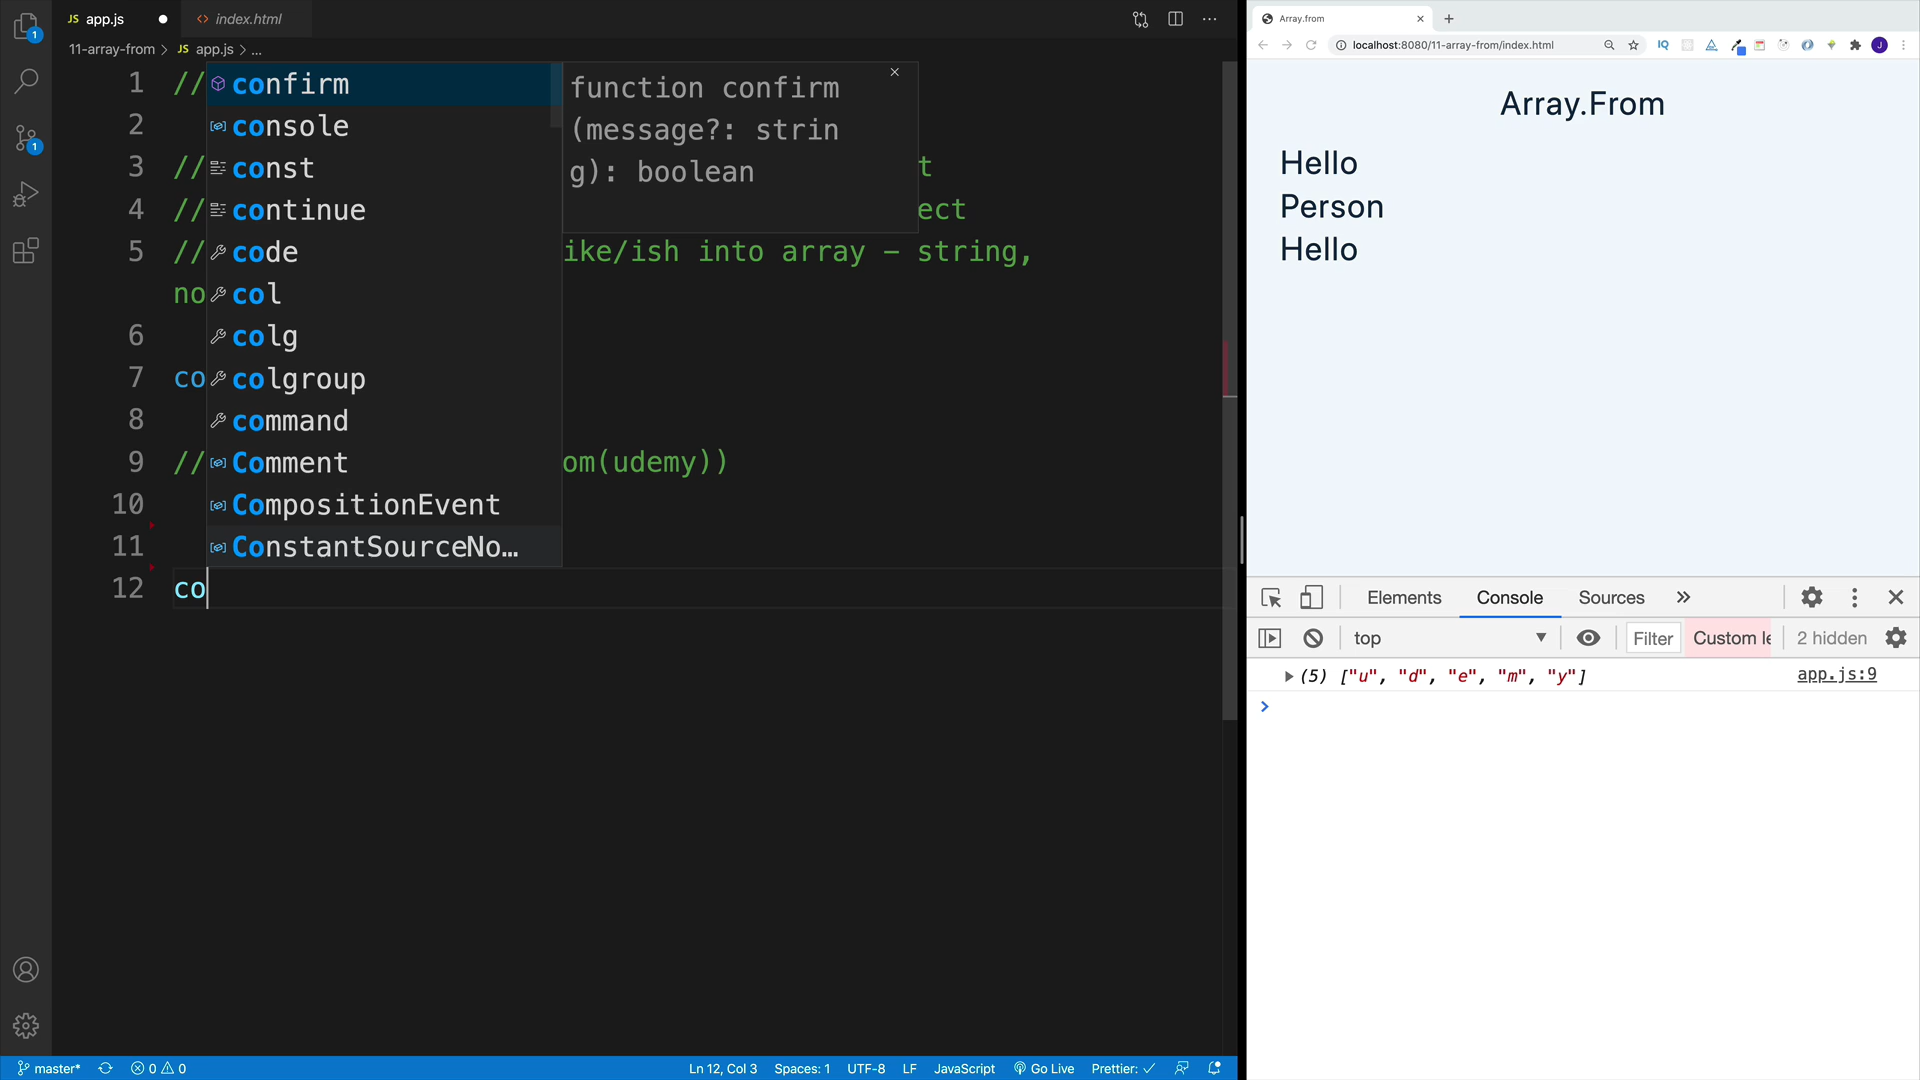 JS app.js
<> index.html
11-array-from > JS app.js > ...
1 //
2
3 // t
4 // ect
5 // ike/ish into array – string,
no
6
7 co
8
9 // om(udemy))
10
11
12 co
confirm
console
const
continue
code
col
colg
colgroup
command
Comment
CompositionEvent
ConstantSourceNo…
function confirm
(message?: strin
g): boolean
1
1
master*
0 0
Ln 12, Col 3
Spaces: 1
UTF-8
LF
JavaScript
Go Live
Prettier: ✓
Array.from
localhost:8080/11-array-from/index.html
IQ
J
Array.From
Hello
Person
Hello
Elements
Console
Sources
»
top
Filter
Custom le
2 hidden
(5) ["u", "d", "e", "m", "y"]
app.js:9
>